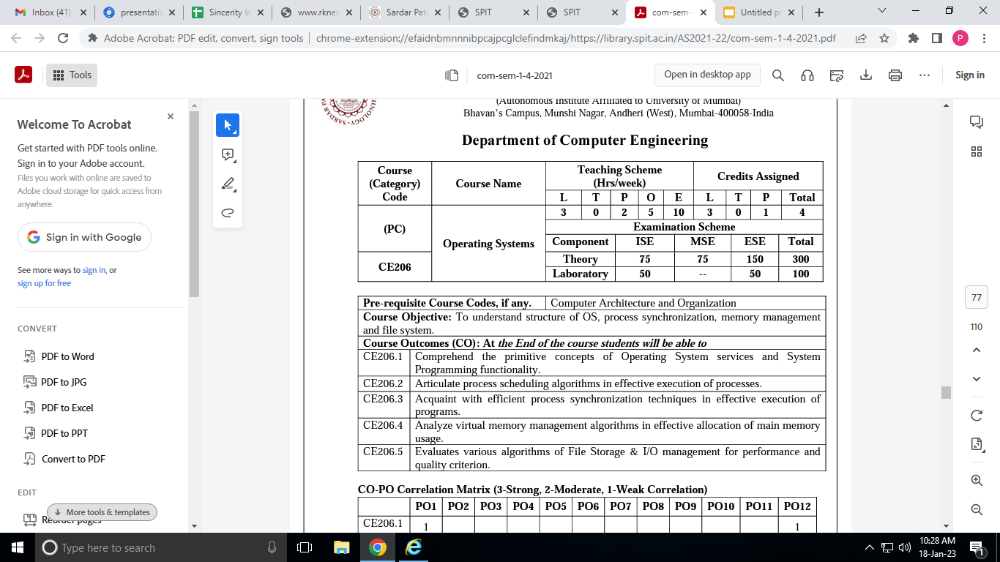 Inbox (41)
presentati
Sincerity In
www.rknec
Sardar Pate
SPIT
SPIT
com-sem-
Untitled pr
Adobe Acrobat: PDF edit, convert, sign tools | chrome-extension://efaidnbmnnnibpcajpcglclefindmkaj/https://library.spit.ac.in/AS2021-22/com-sem-1-4-2021.pdf
P
Tools
com-sem-1-4-2021
Open in desktop app
Sign in
Welcome To Acrobat
Get started with PDF tools online.
Sign in to your Adobe account.
Files you work with online are saved to
Adobe cloud storage for quick access from
anywhere.
Sign in with Google
See more ways to sign in, or
sign up for free
CONVERT
PDF to Word
PDF to JPG
PDF to Excel
PDF to PPT
Convert to PDF
EDIT
More tools & templates
Reorder pages
(Autonomous Institute Affiliated to University of Mumbai)
Bhavan's Campus, Munshi Nagar, Andheri (West), Mumbai-400058-India
Department of Computer Engineering
Course (Category) Code
Course Name
Teaching Scheme (Hrs/week)
Credits Assigned
L T P O E L T P Total
3 0 2 5 10 3 0 1 4
(PC)
Operating Systems
Examination Scheme
Component ISE MSE ESE Total
CE206
Theory 75 75 150 300
Laboratory 50 -- 50 100
Pre-requisite Course Codes, if any. Computer Architecture and Organization
Course Objective: To understand structure of OS, process synchronization, memory management
and file system.
Course Outcomes (CO): At the End of the course students will be able to
CE206.1 Comprehend the primitive concepts of Operating System services and System
Programming functionality.
CE206.2 Articulate process scheduling algorithms in effective execution of processes.
CE206.3 Acquaint with efficient process synchronization techniques in effective execution of
programs.
CE206.4 Analyze virtual memory management algorithms in effective allocation of main memory
usage.
CE206.5 Evaluates various algorithms of File Storage & I/O management for performance and
quality criterion.
CO-PO Correlation Matrix (3-Strong, 2-Moderate, 1-Weak Correlation)
PO1 PO2 PO3 PO4 PO5 PO6 PO7 PO8 PO9 PO10 PO11 PO12
CE206.1 1 1
77
110
Type here to search
10:28 AM
18-Jan-23
1